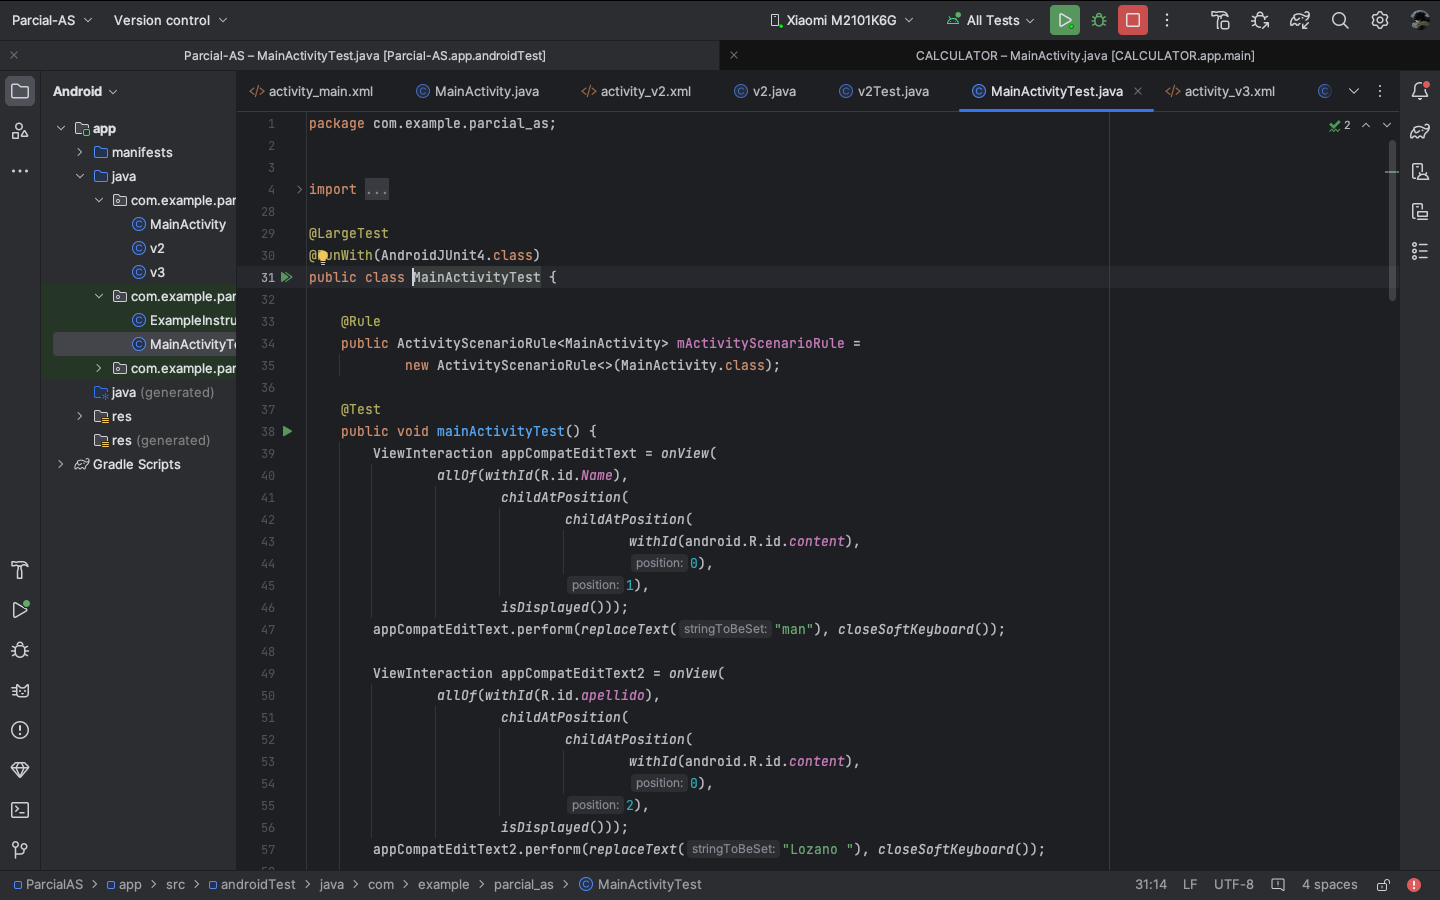 Parcial-AS
Version control
Xiaomi M2101K6G
All Tests
Parcial-AS – MainActivityTest.java [Parcial-AS.app.androidTest]
CALCULATOR – MainActivity.java [CALCULATOR.app.main]
Android
activity_main.xml
MainActivity.java
activity_v2.xml
v2.java
v2Test.java
MainActivityTest.java
activity_v3.xml
app
manifests
java
com.example.par
MainActivity
v2
v3
com.example.par
ExampleInstru
MainActivityTe
com.example.par
java (generated)
res
res (generated)
Gradle Scripts
2
1 package com.example.parcial_as;
2
3
4 import ...
28
29 @LargeTest
30 @RunWith(AndroidJUnit4.class)
31 public class MainActivityTest {
32
33 @Rule
34 public ActivityScenarioRule<MainActivity> mActivityScenarioRule =
35 new ActivityScenarioRule<>(MainActivity.class);
36
37 @Test
38 public void mainActivityTest() {
39 ViewInteraction appCompatEditText = onView(
40 allOf(withId(R.id.Name),
41 childAtPosition(
42 childAtPosition(
43 withId(android.R.id.content),
44 position: 0),
45 position: 1),
46 isDisplayed()));
47 appCompatEditText.perform(replaceText( stringToBeSet: "man"), closeSoftKeyboard());
48
49 ViewInteraction appCompatEditText2 = onView(
50 allOf(withId(R.id.apellido),
51 childAtPosition(
52 childAtPosition(
53 withId(android.R.id.content),
54 position: 0),
55 position: 2),
56 isDisplayed()));
57 appCompatEditText2.perform(replaceText( stringToBeSet: "Lozano "), closeSoftKeyboard());
ParcialAS > app > src > androidTest > java > com > example > parcial_as > MainActivityTest
31:14 LF UTF-8 4 spaces